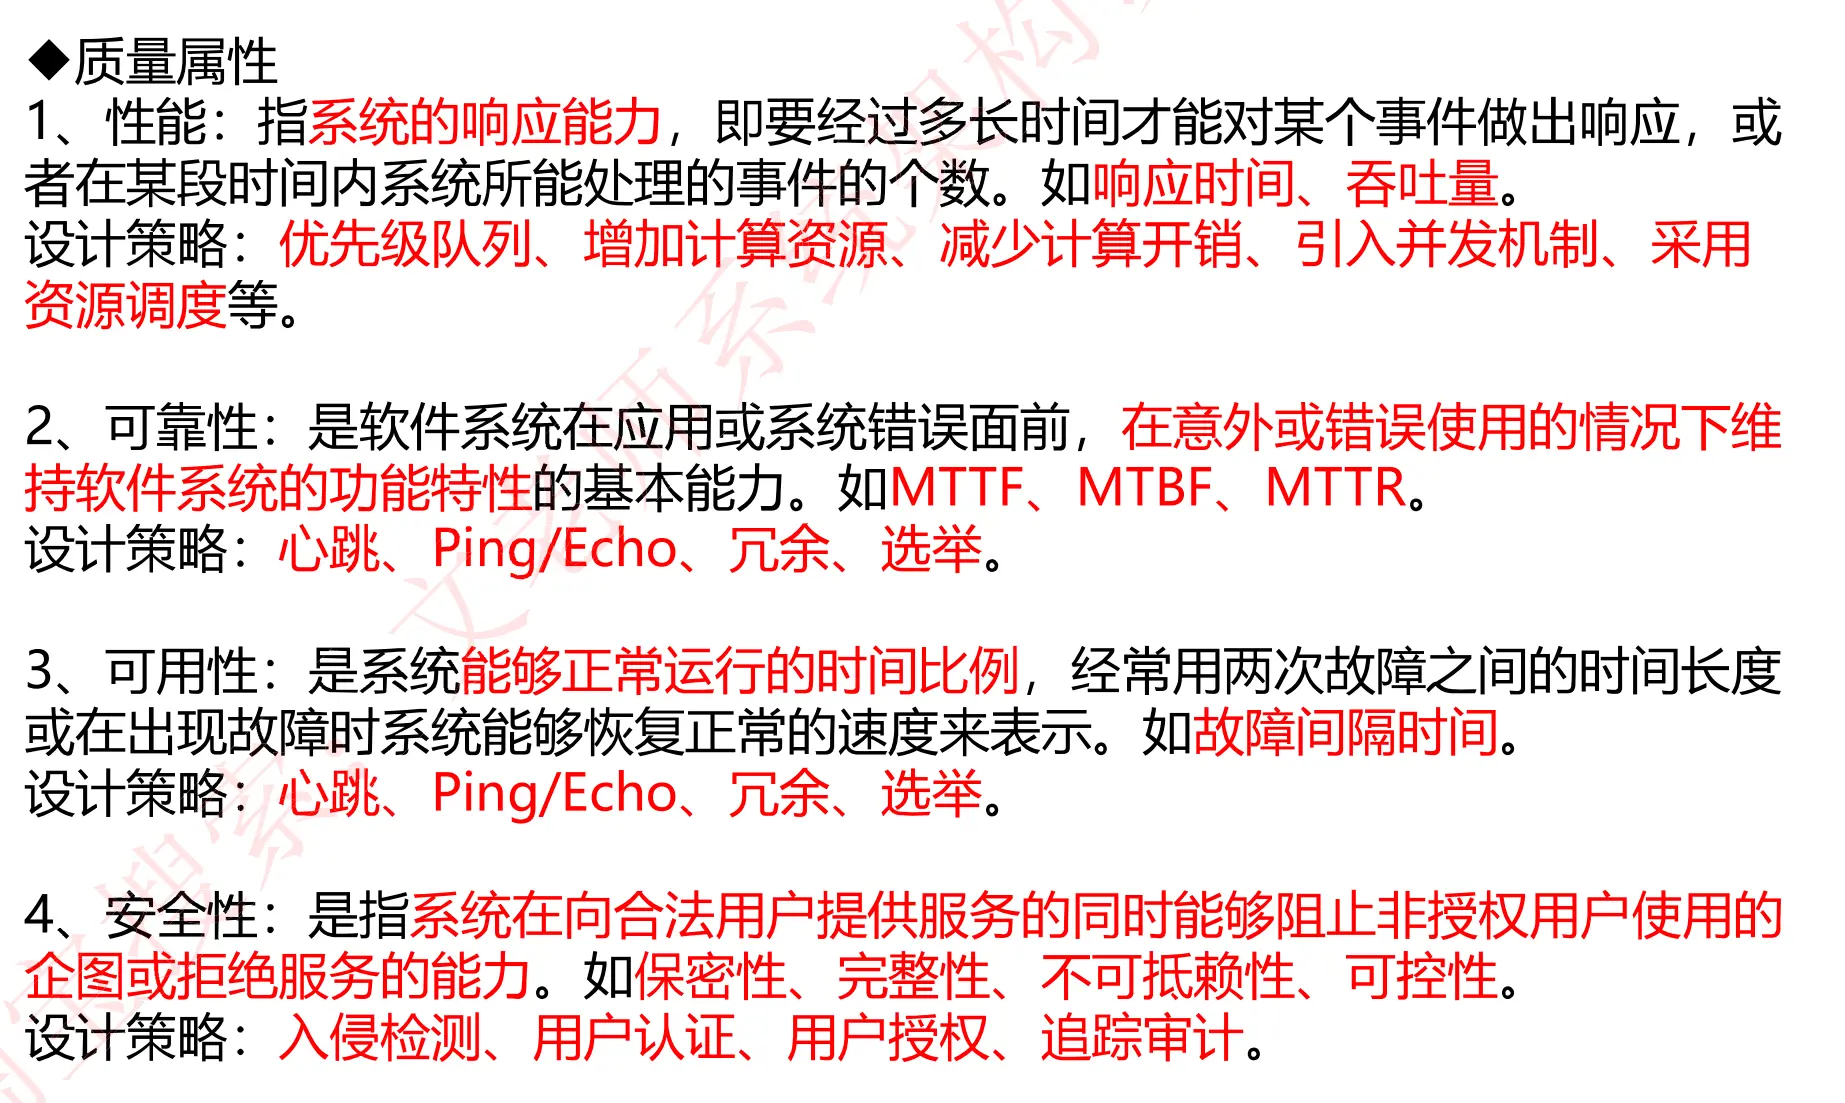 ◆质量属性
1、性能：指系统的响应能力，即要经过多长时间才能对某个事件做出响应，或
者在某段时间内系统所能处理的事件的个数。如响应时间、吞吐量。
设计策略：优先级队列、增加计算资源、减少计算开销、引入并发机制、采用
资源调度等。
2、可靠性：是软件系统在应用或系统错误面前，在意外或错误使用的情况下维
持软件系统的功能特性的基本能力。如MTTF、MTBF、MTTR。
设计策略：心跳、Ping/Echo、冗余、选举。
3、可用性：是系统能够正常运行的时间比例，经常用两次故障之间的时间长度
或在出现故障时系统能够恢复正常的速度来表示。如故障间隔时间。
设计策略：心跳、Ping/Echo、冗余、选举。
4、安全性：是指系统在向合法用户提供服务的同时能够阻止非授权用户使用的
企图或拒绝服务的能力。如保密性、完整性、不可抵赖性、可控性。
设计策略：入侵检测、用户认证、用户授权、追踪审计。
搜索：文老师系统架构